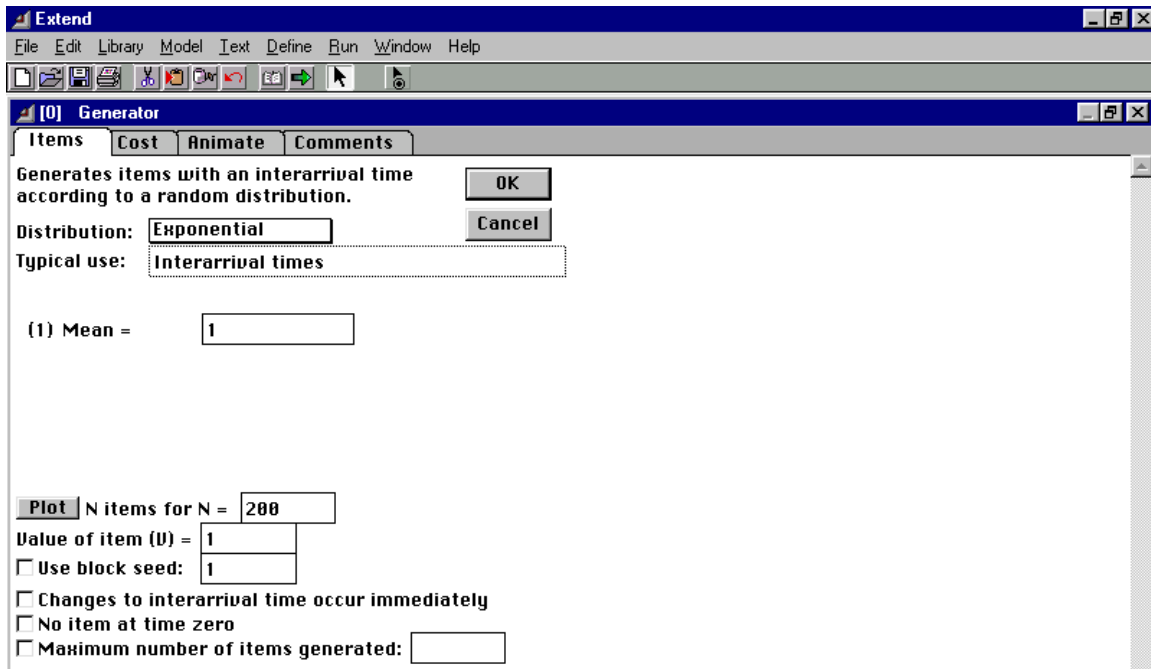 Extend
File Edit Library Model Text Define Run Window Help
[0] Generator
Items Cost Animate Comments
Generates items with an interarrival time
according to a random distribution.
OK
Cancel
Distribution: Exponential
Typical use: Interarrival times
(1) Mean = 1
Plot N items for N = 200
Value of item (V) = 1
Use block seed: 1
Changes to interarrival time occur immediately
No item at time zero
Maximum number of items generated: